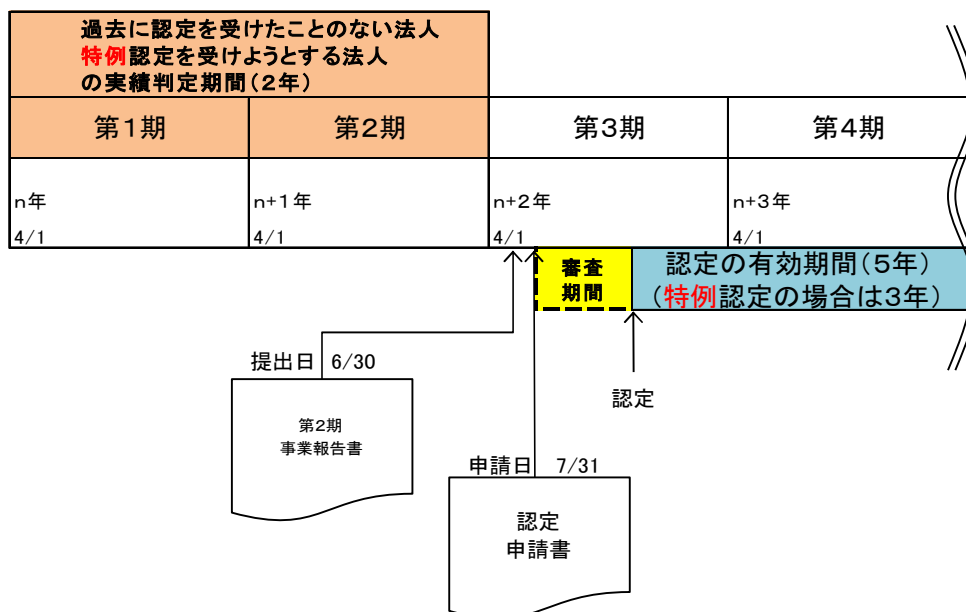 過去に認定を受けたことのない法人
特例認定を受けようとする法人
の実績判定期間(2年)
第1期
第2期
第3期
第4期
n年
4/1
n+1年
4/1
n+2年
4/1
n+3年
4/1
審査
期間
認定の有効期間(5年)
(特例認定の場合は3年)
提出日 6/30
認定
第2期
事業報告書
申請日 7/31
認定
申請書